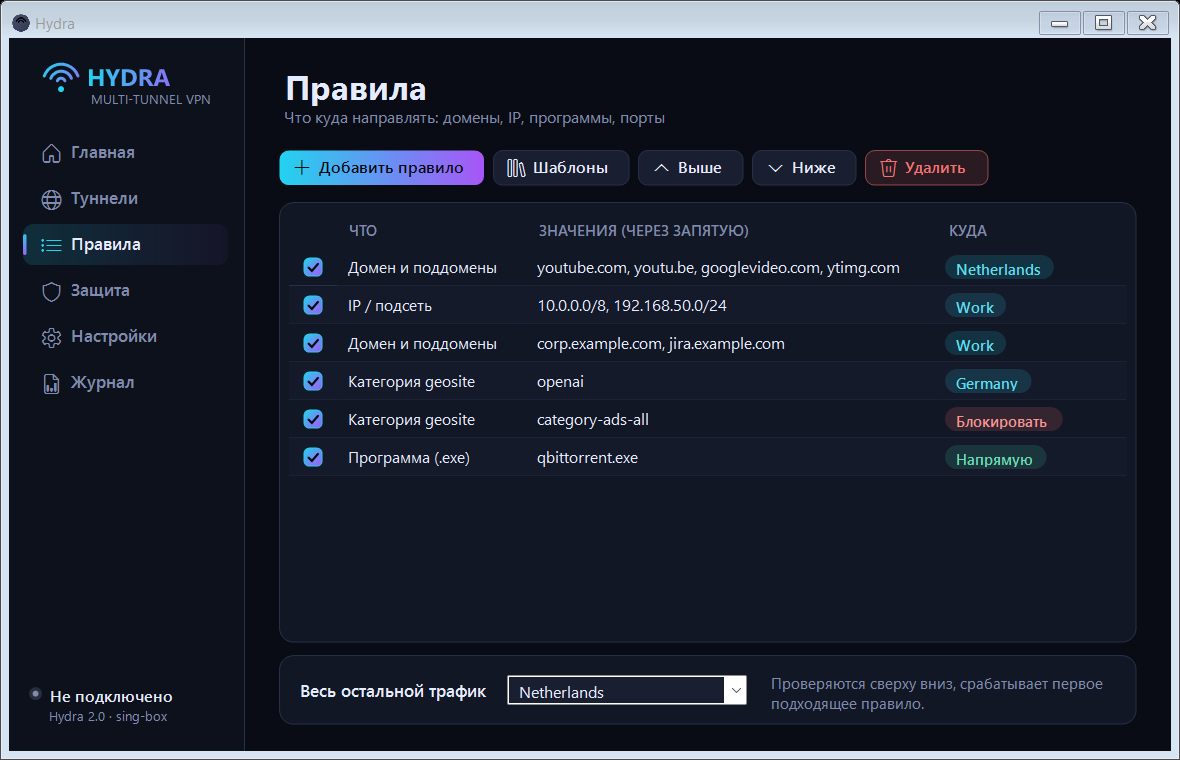 Hydra
HYDRA
MULTI-TUNNEL VPN
Главная
Туннели
Правила
Защита
Настройки
Журнал
Не подключено
Hydra 2.0 · sing-box
Правила
Что куда направлять: домены, IP, программы, порты
Добавить правило Шаблоны Выше Ниже Удалить
ЧТО ЗНАЧЕНИЯ (ЧЕРЕЗ ЗАПЯТУЮ) КУДА
Домен и поддомены youtube.com, youtu.be, googlevideo.com, ytimg.com Netherlands
IP / подсеть 10.0.0.0/8, 192.168.50.0/24 Work
Домен и поддомены corp.example.com, jira.example.com Work
Категория geosite openai Germany
Категория geosite category-ads-all Блокировать
Программа (.exe) qbittorrent.exe Напрямую
Весь остальной трафик Netherlands
Проверяются сверху вниз, срабатывает первое
подходящее правило.